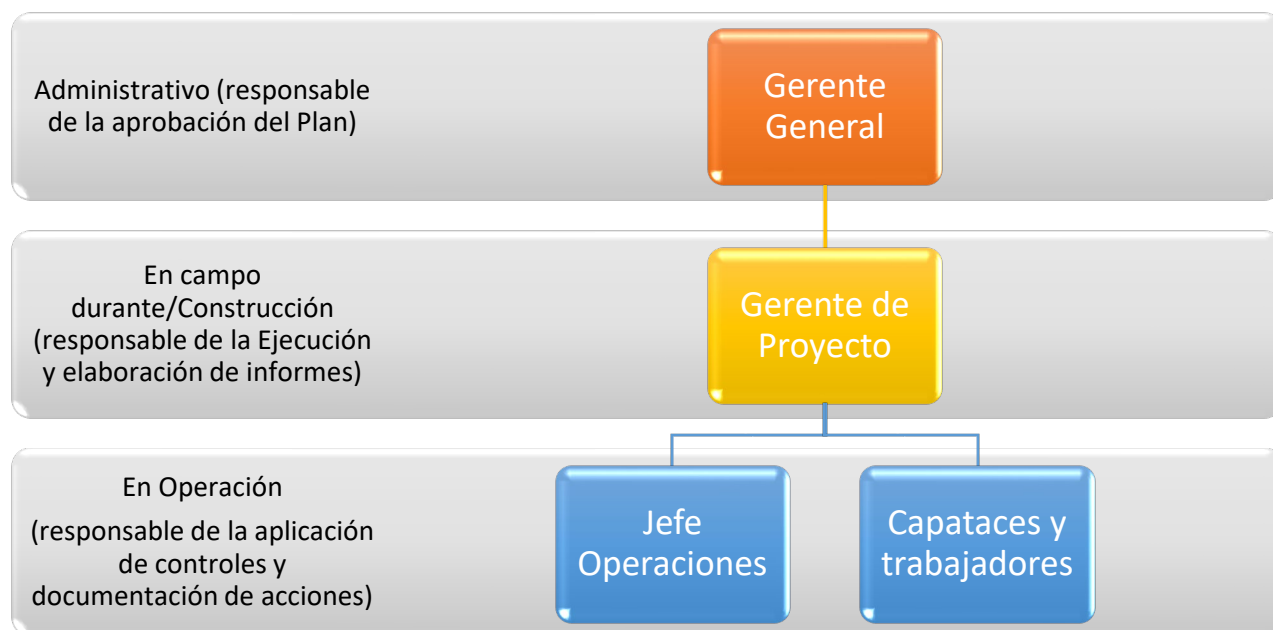 Administrativo (responsable
de la aprobación del Plan)
Gerente
General
En campo
durante/Construcción
(responsable de la Ejecución
y elaboración de informes)
Gerente de
Proyecto
En Operación
(responsable de la aplicación
de controles y
documentación de acciones)
Jefe
Operaciones
Capataces y
trabajadores